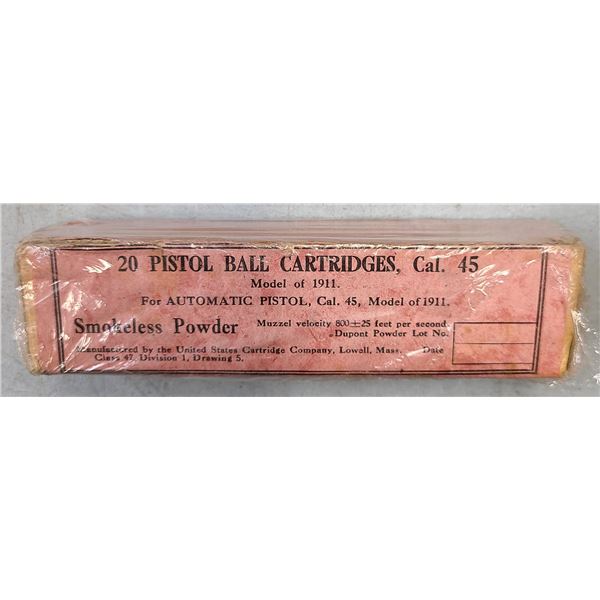 20 PISTOL BALL CARTRIDGES, Cal. 45
Model of 1911.
For AUTOMATIC PISTOL, Cal. 45, Model of 1911.
Smokeless Powder Muzzel velocity 800±25 feet per second.
Dupont Powder Lot No.
Manufactured by the United States Cartridge Company, Lowell, Mass. Date
Class 47, Division 1, Drawing 5.